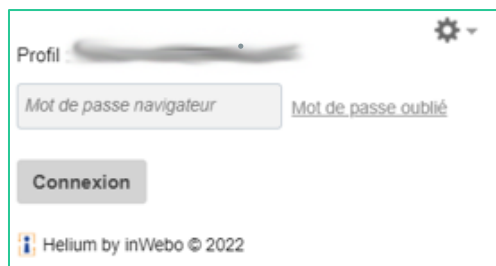 Profil :
Mot de passe navigateur
Mot de passe oublié
Connexion
Helium by inWebo © 2022